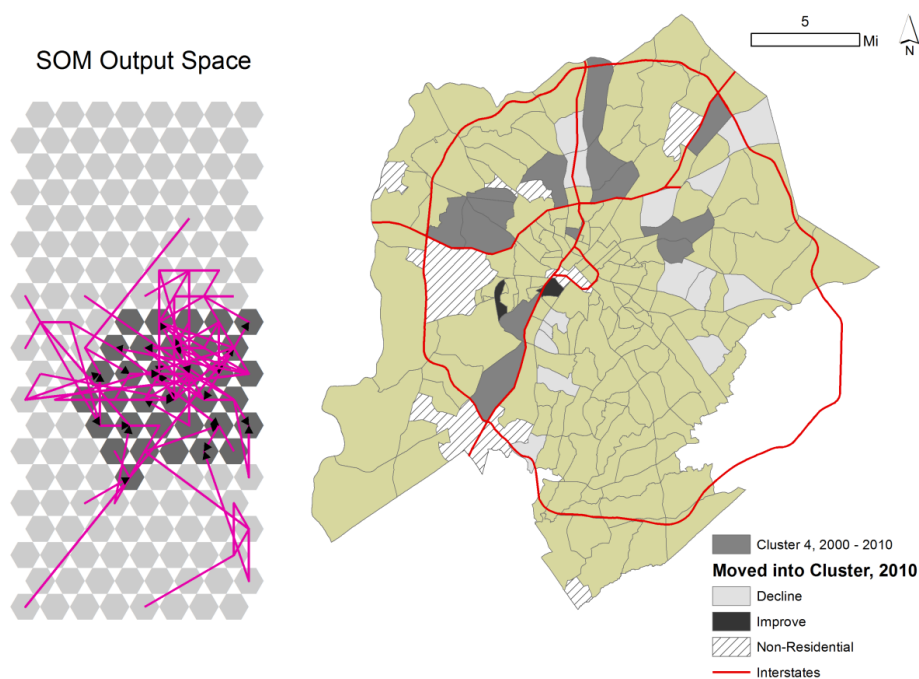 SOM Output Space
5
Mi
N
Cluster 4, 2000 - 2010
Moved into Cluster, 2010
Decline
Improve
Non-Residential
Interstates